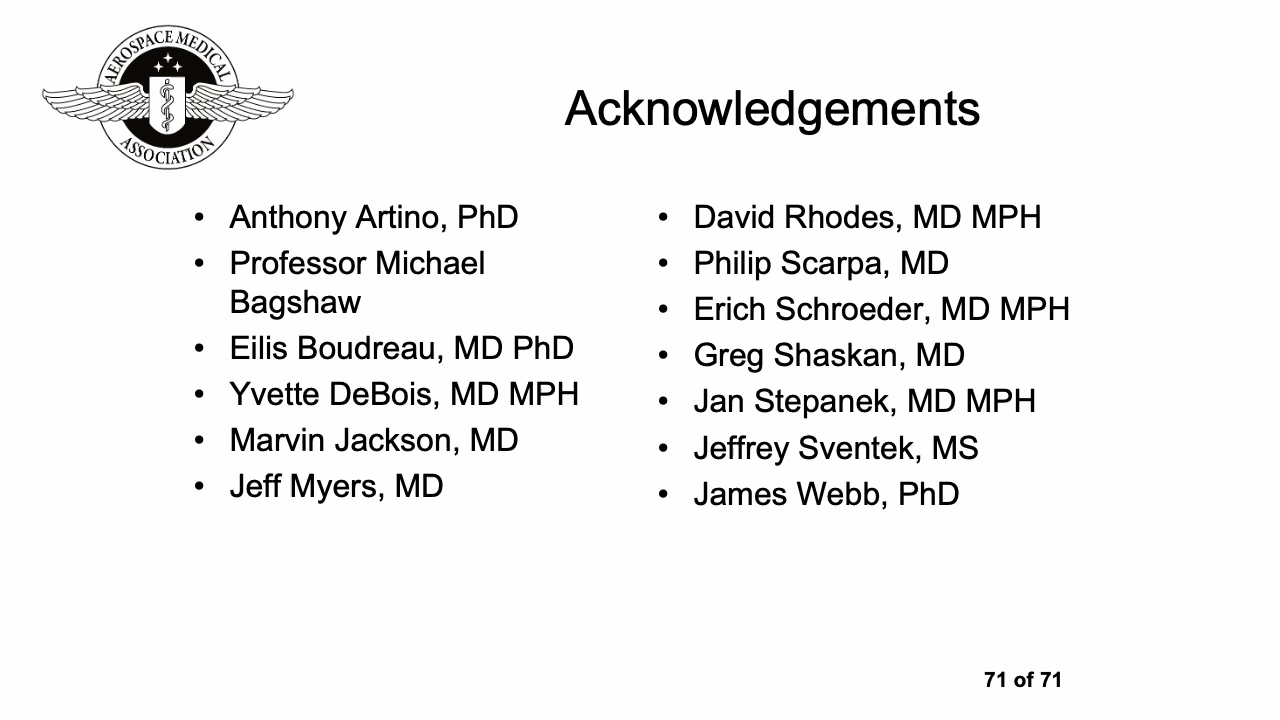 AEROSPACE MEDICAL
ASSOCIATION
Acknowledgements
• Anthony Artino, PhD
• Professor Michael
Bagshaw
• Eilis Boudreau, MD PhD
• Yvette DeBois, MD MPH
• Marvin Jackson, MD
• Jeff Myers, MD
• David Rhodes, MD MPH
• Philip Scarpa, MD
• Erich Schroeder, MD MPH
• Greg Shaskan, MD
• Jan Stepanek, MD MPH
• Jeffrey Sventek, MS
• James Webb, PhD
71 of 71